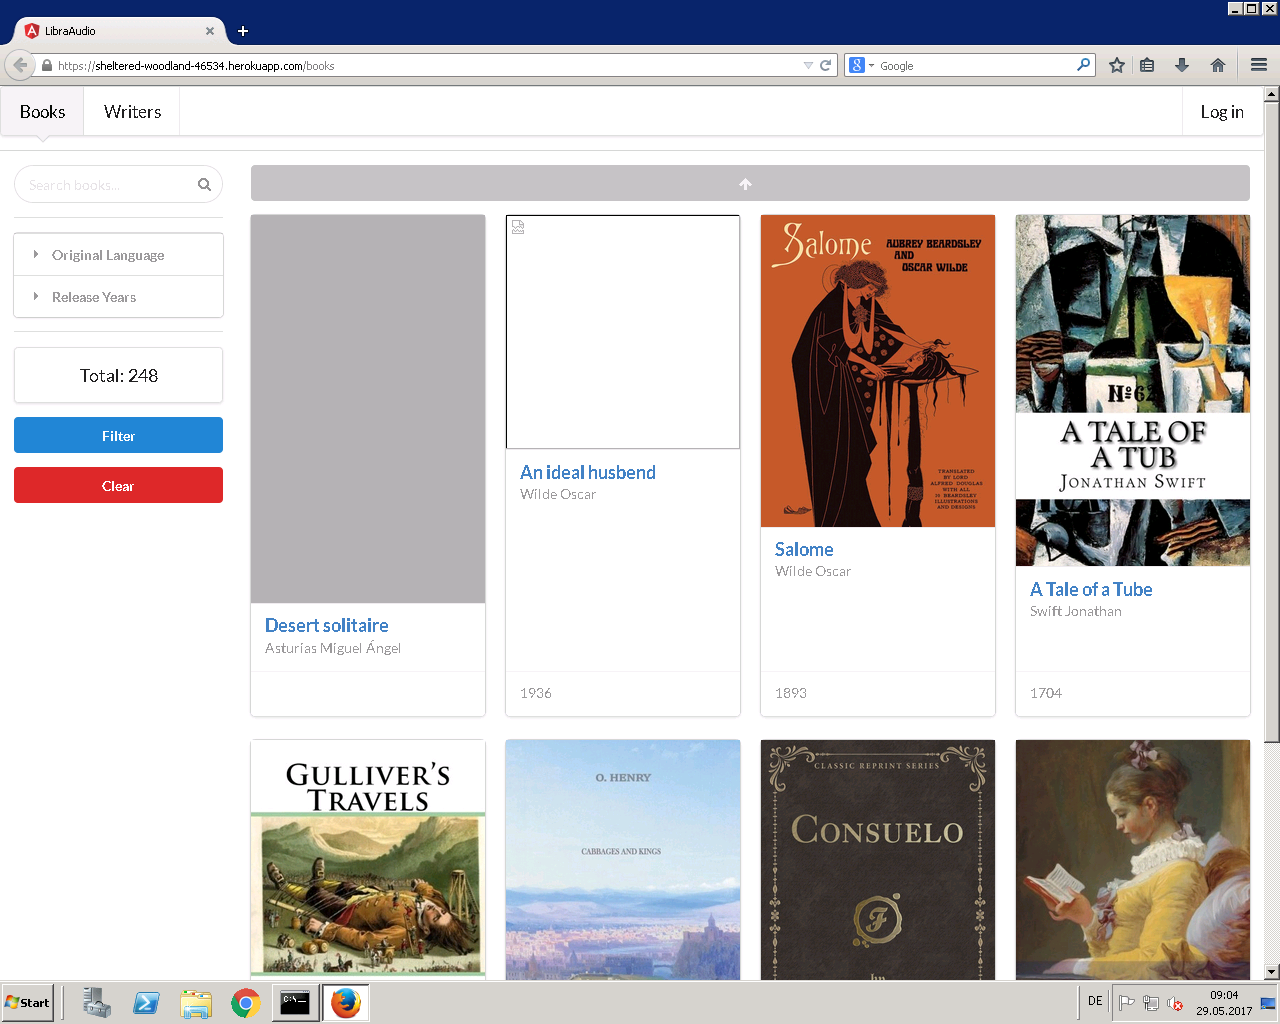 LibraAudio
https://sheltered-woodland-46534.herokuapp.com/books
Google
Books
Writers
Log in
Search books...
Original Language
Release Years
Total: 248
Filter
Clear
Desert solitaire
Asturias Miguel Ángel
An ideal husbend
Wilde Oscar
1936
Salome
AUBREY BEARDSLEY
AND
OSCAR WILDE
TRANSLATED
BY LORD
ALFRED DOUGLAS
WITH ALL
16 BEARDSLEY
ILLUSTRATIONS
AND DESIGNS
Salome
Wilde Oscar
1893
Nº62
A TALE OF
A TUB
JONATHAN SWIFT
A Tale of a Tube
Swift Jonathan
1704
GULLIVER'S
TRAVELS
O. HENRY
CABBAGES AND KINGS
CLASSIC REPRINT SERIES
CONSUELO
F
by
Start
C:\
DE
09:04
29.05.2017